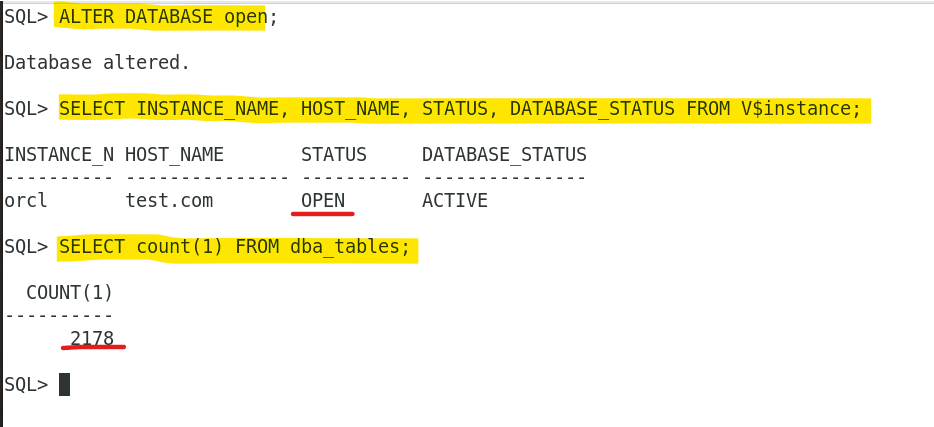 SQL> ALTER DATABASE open;
Database altered.
SQL> SELECT INSTANCE_NAME, HOST_NAME, STATUS, DATABASE_STATUS FROM V$instance;
INSTANCE_N HOST_NAME       STATUS     DATABASE_STATUS
---------- --------------- ---------- ---------------
orcl       test.com        OPEN       ACTIVE
SQL> SELECT count(1) FROM dba_tables;
  COUNT(1)
----------
      2178
SQL>